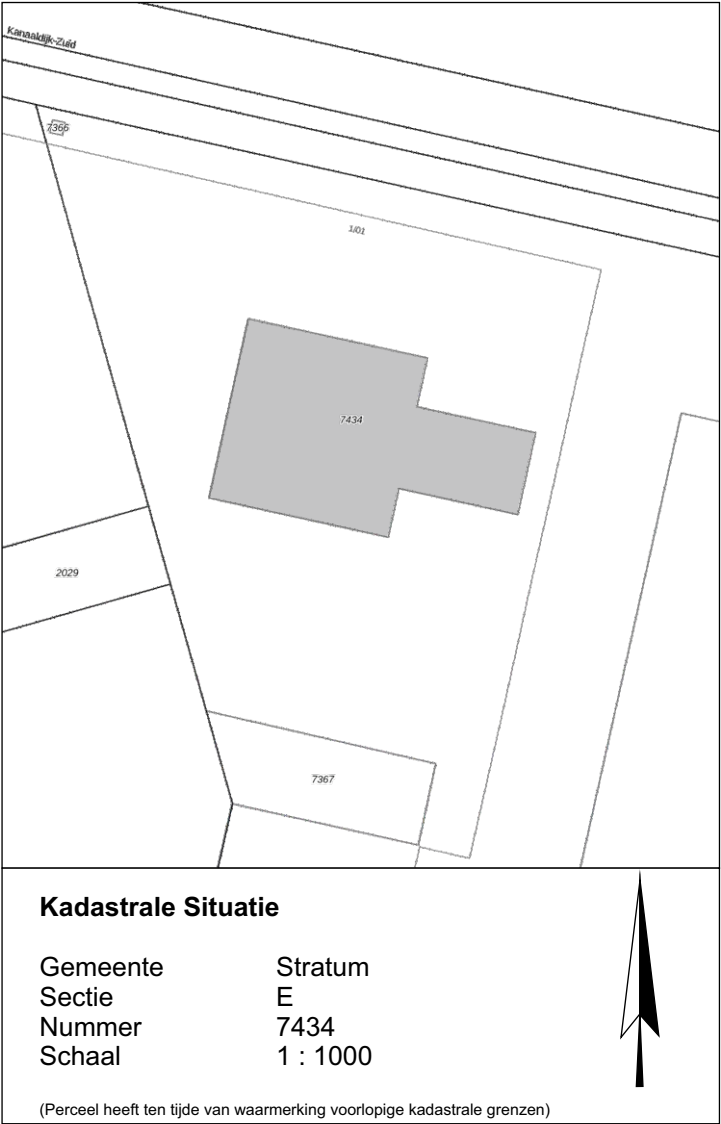 Kanaaldijk-Zuid
7366
1/01
7434
2029
7367
Kadastrale Situatie
Gemeente Stratum
Sectie E
Nummer 7434
Schaal 1 : 1000
(Perceel heeft ten tijde van waarmerking voorlopige kadastrale grenzen)